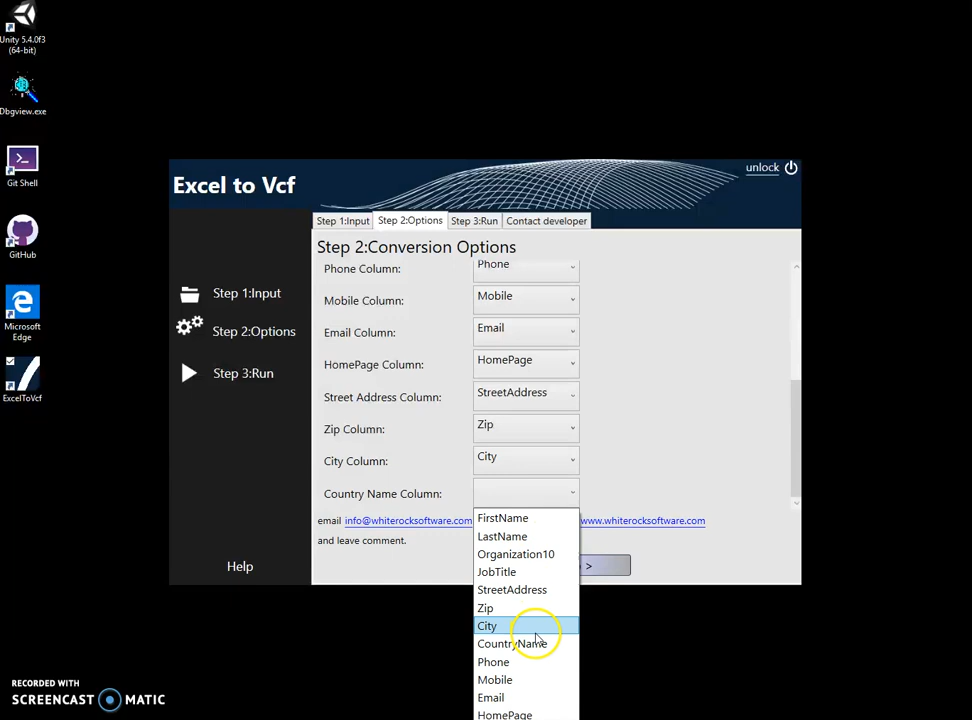 Unity 5.4.0f3
(64-bit)
Dbgview.exe
Git Shell
GitHub
Microsoft
Edge
ExcelToVcf
Excel to Vcf
unlock
Step 1:Input
Step 2:Options
Step 3:Run
Contact developer
Step 1:Input
Step 2:Options
Step 3:Run
Help
Step 2:Conversion Options
Phone Column: Phone
Mobile Column: Mobile
Email Column: Email
HomePage Column: HomePage
Street Address Column: StreetAddress
Zip Column: Zip
City Column: City
Country Name Column:
email info@whiterocksoftware.com www.whiterocksoftware.com
and leave comment.
>
FirstName
LastName
Organization10
JobTitle
StreetAddress
Zip
City
CountryName
Phone
Mobile
Email
HomePage
RECORDED WITH
SCREENCAST MATIC